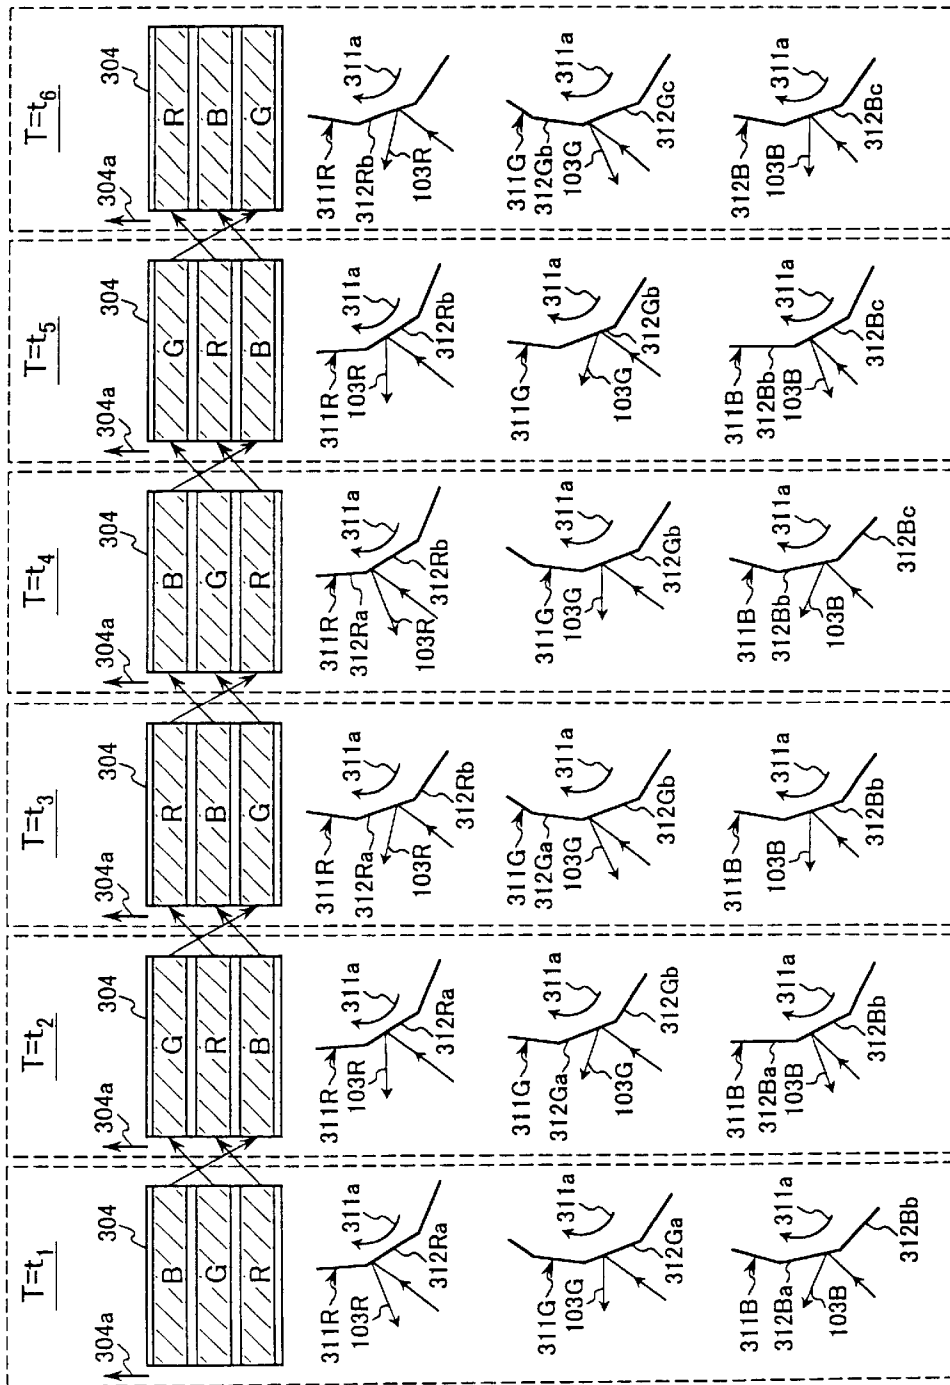 T=t₁
304a
304
B
G
R
311R
103R
311a
312Ra
311G
103G
311a
312Ga
311B
312Ba
103B
311a
312Bb
T=t₂
304a
304
G
R
B
311R
103R
311a
312Ra
311G
312Ga
103G
311a
312Gb
311B
312Ba
103B
311a
312Bb
T=t₃
304a
304
R
B
G
311R
312Ra
103R
311a
312Rb
311G
312Ga
103G
311a
312Gb
311B
103B
311a
312Bb
T=t₄
304a
304
B
G
R
311R
312Ra
103R
311a
312Rb
311G
103G
311a
312Gb
311B
312Bb
103B
311a
312Bc
T=t₅
304a
304
G
R
B
311R
103R
311a
312Rb
311G
103G
311a
312Gb
311B
312Bb
103B
311a
312Bc
T=t₆
304a
304
R
B
G
311R
312Rb
103R
311a
311G
312Gb
103G
311a
312Gc
312B
103B
311a
312Bc